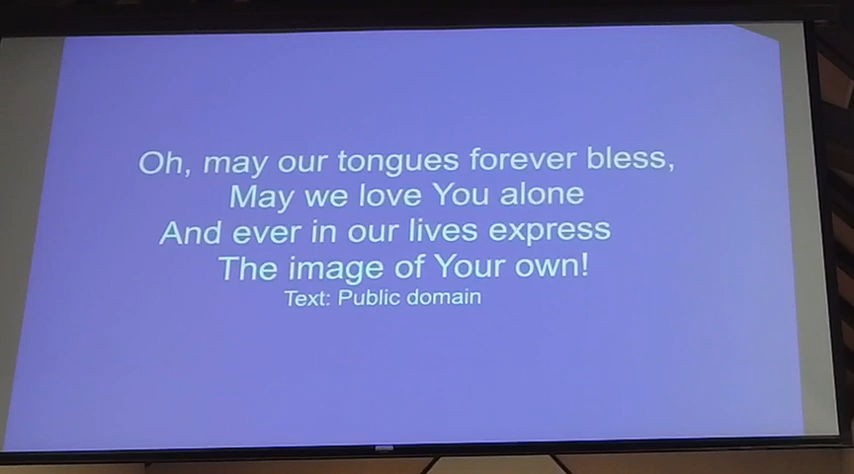 Oh, may our tongues forever bless,
May we love You alone
And ever in our lives express
The image of Your own!
Text: Public domain